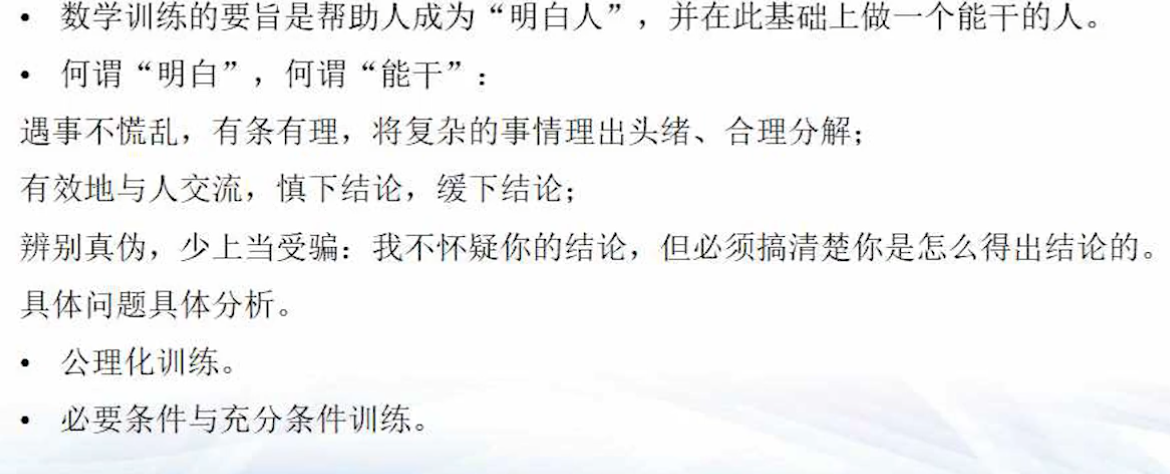 • 数学训练的要旨是帮助人成为“明白人”，并在此基础上做一个能干的人。
• 何谓“明白”，何谓“能干”：
遇事不慌乱，有条有理，将复杂的事情理出头绪、合理分解；
有效地与人交流，慎下结论，缓下结论；
辨别真伪，少上当受骗：我不怀疑你的结论，但必须搞清楚你是怎么得出结论的。
具体问题具体分析。
• 公理化训练。
• 必要条件与充分条件训练。